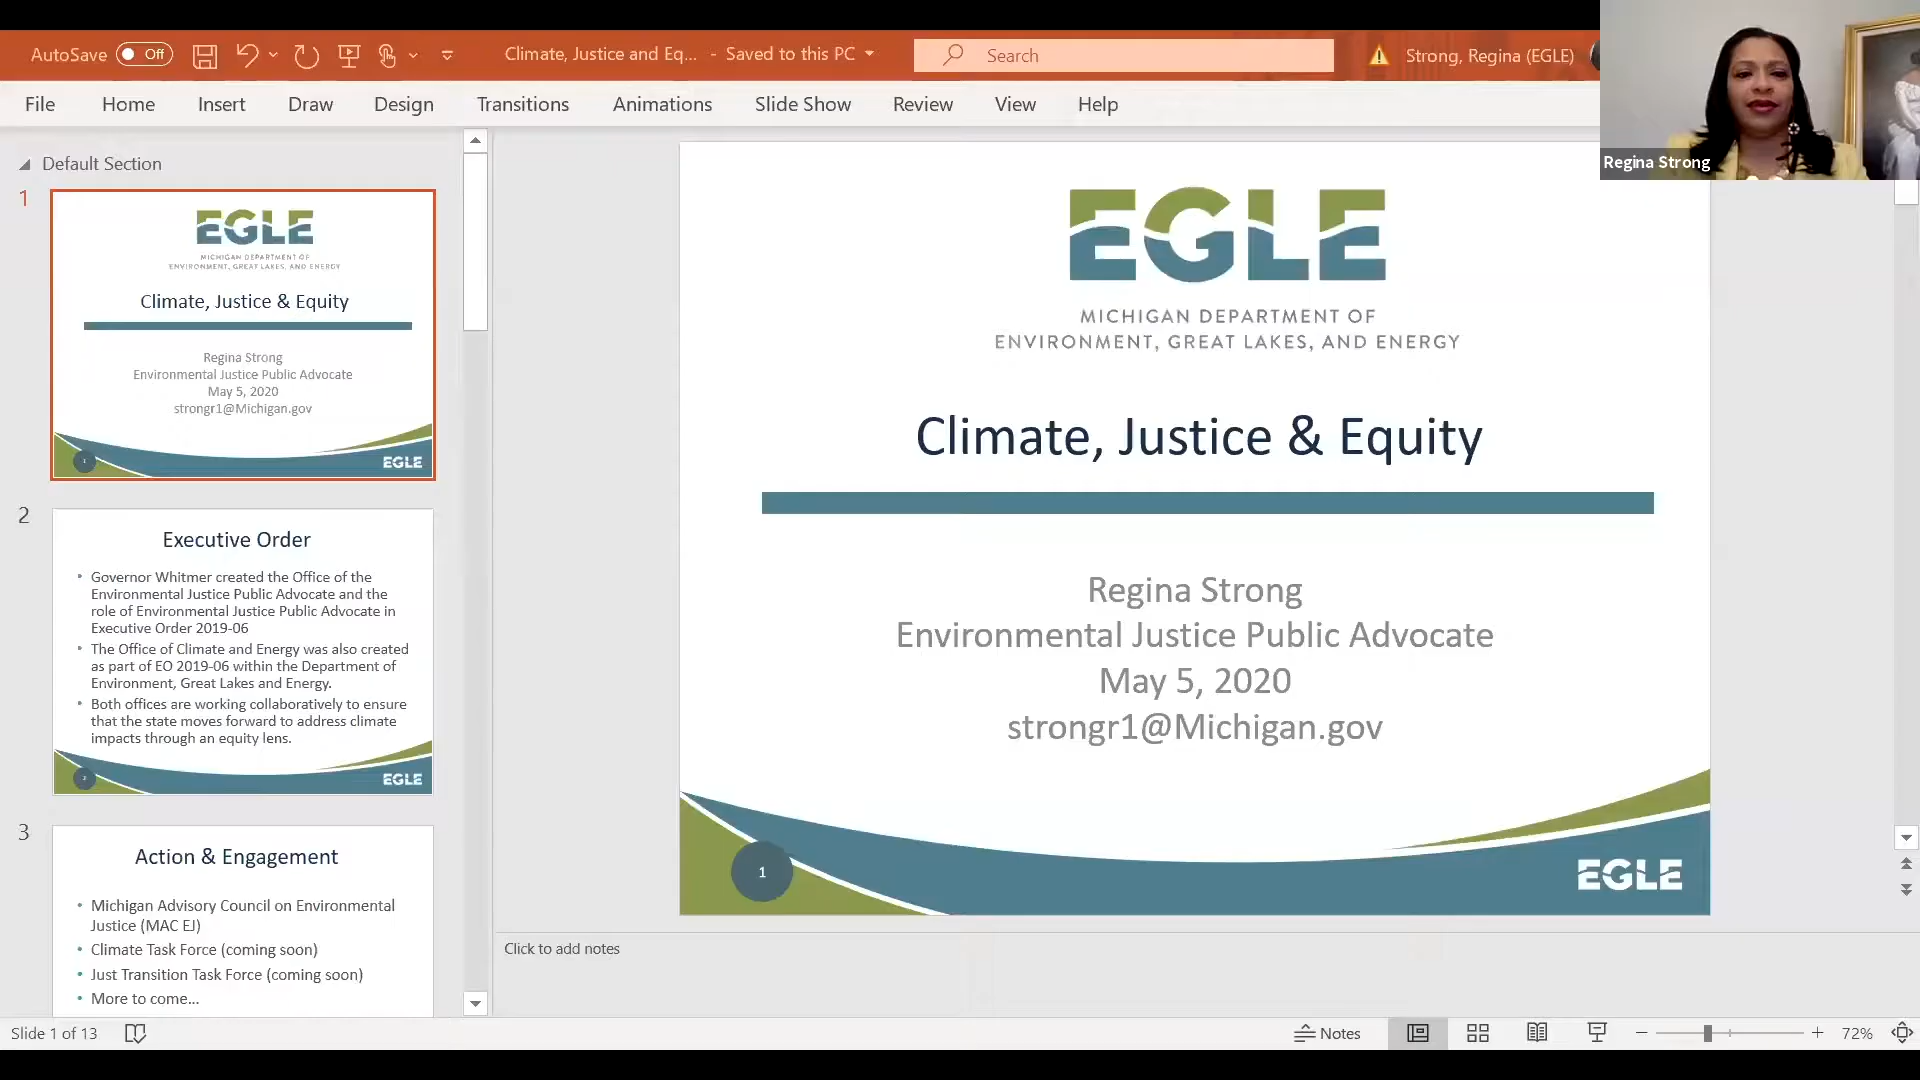 AutoSave Off
Climate, Justice and Eq... - Saved to this PC
Search
Strong, Regina (EGLE)
File Home Insert Draw Design Transitions Animations Slide Show Review View Help
Regina Strong
Default Section
1
EGLE
MICHIGAN DEPARTMENT OF
ENVIRONMENT, GREAT LAKES, AND ENERGY
Climate, Justice & Equity
Regina Strong
Environmental Justice Public Advocate
May 5, 2020
strongr1@Michigan.gov
1
EGLE
2
Executive Order
• Governor Whitmer created the Office of the
Environmental Justice Public Advocate and the
role of Environmental Justice Public Advocate in
Executive Order 2019-06
• The Office of Climate and Energy was also created
as part of EO 2019-06 within the Department of
Environment, Great Lakes and Energy.
• Both offices are working collaboratively to ensure
that the state moves forward to address climate
impacts through an equity lens.
2
EGLE
3
Action & Engagement
• Michigan Advisory Council on Environmental
Justice (MAC EJ)
• Climate Task Force (coming soon)
• Just Transition Task Force (coming soon)
• More to come...
EGLE
MICHIGAN DEPARTMENT OF
ENVIRONMENT, GREAT LAKES, AND ENERGY
Climate, Justice & Equity
Regina Strong
Environmental Justice Public Advocate
May 5, 2020
strongr1@Michigan.gov
1
EGLE
Click to add notes
Slide 1 of 13
Notes
72%